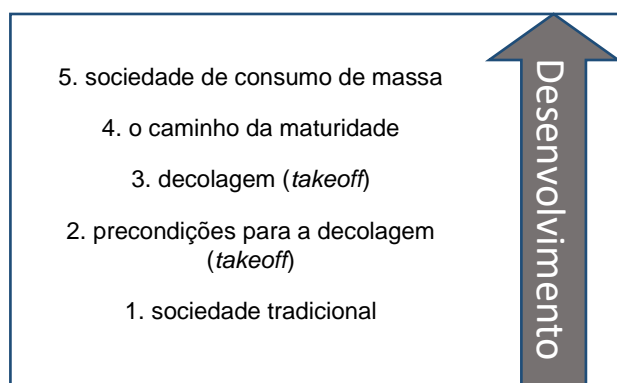 5. sociedade de consumo de massa
4. o caminho da maturidade
3. decolagem (takeoff)
2. precondições para a decolagem
(takeoff)
1. sociedade tradicional
Desenvolvimento